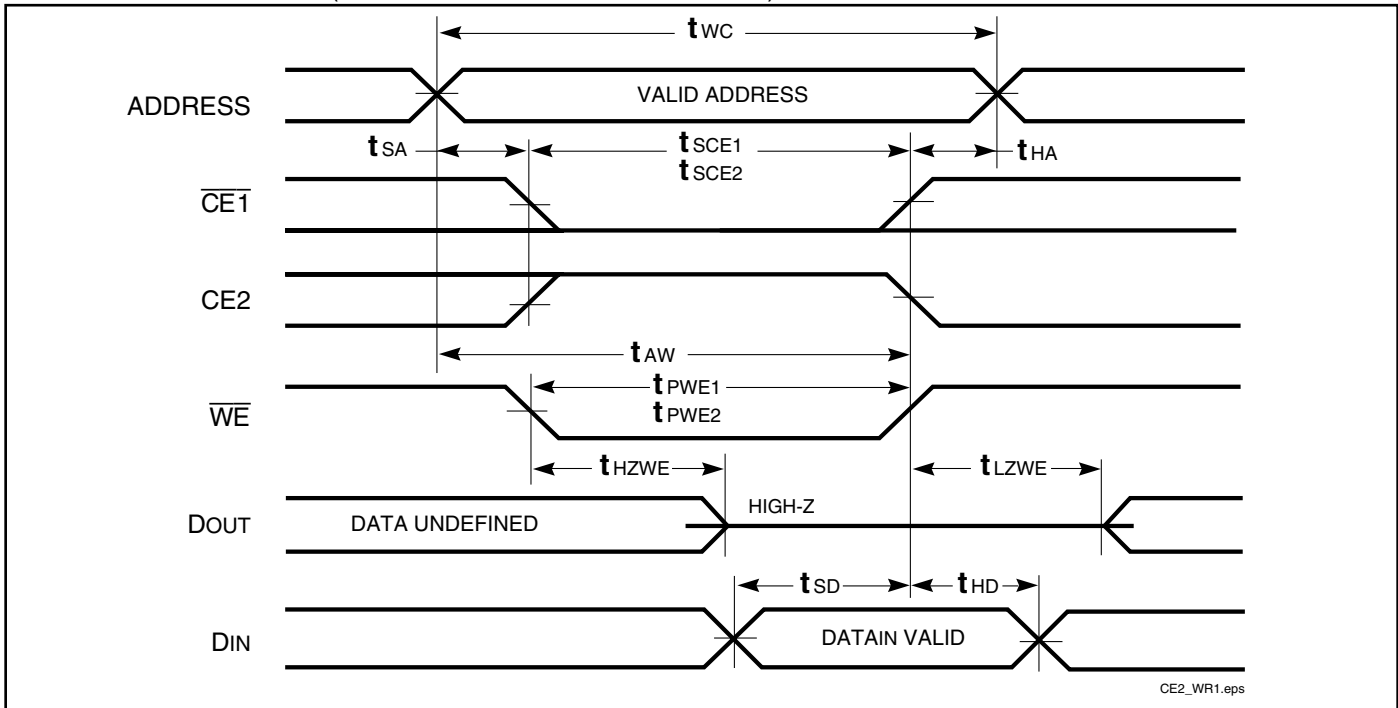 tWC
ADDRESS
VALID ADDRESS
tSA
tSCE1
tSCE2
tHA
CE1
CE2
tAW
tPWE1
tPWE2
WE
tHZWE
tLZWE
DOUT
DATA UNDEFINED
HIGH-Z
tSD
tHD
DIN
DATAIN VALID
CE2_WR1.eps